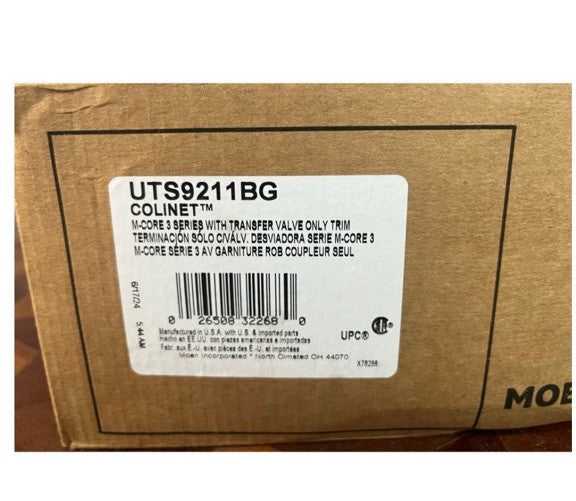 UTS9211BG
COLINET™
M-CORE 3 SERIES WITH TRANSFER VALVE ONLY TRIM
TERMINACIÓN SÓLO C/VÁLV. DESVIADORA SERIE M-CORE 3
M-CORE SÉRIE 3 AV GARNITURE ROB COUPLEUR SEUL
6/17/24 5:44 AM
0 26508 32268 0
Manufactured in U.S.A. with U.S. & imported parts
Hecho en EE.UU. con piezas americanas e importadas
Fabr. aux É.-U. avec pièces des É.-U. et importées
Moen Incorporated * North Olmsted OH 44070
UPC®
X78266
MOE